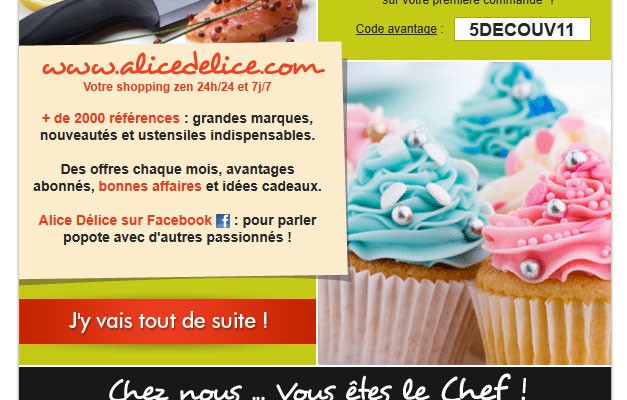 sur votre première commande !
Code avantage : 5DECOUV11
www.alicedelice.com
Votre shopping zen 24h/24 et 7j/7
+ de 2000 références : grandes marques,
nouveautés et ustensiles indispensables.
Des offres chaque mois, avantages
abonnés, bonnes affaires et idées cadeaux.
Alice Délice sur Facebook f : pour parler
popote avec d'autres passionnés !
J'y vais tout de suite !
Chez nous ... Vous êtes le Chef !